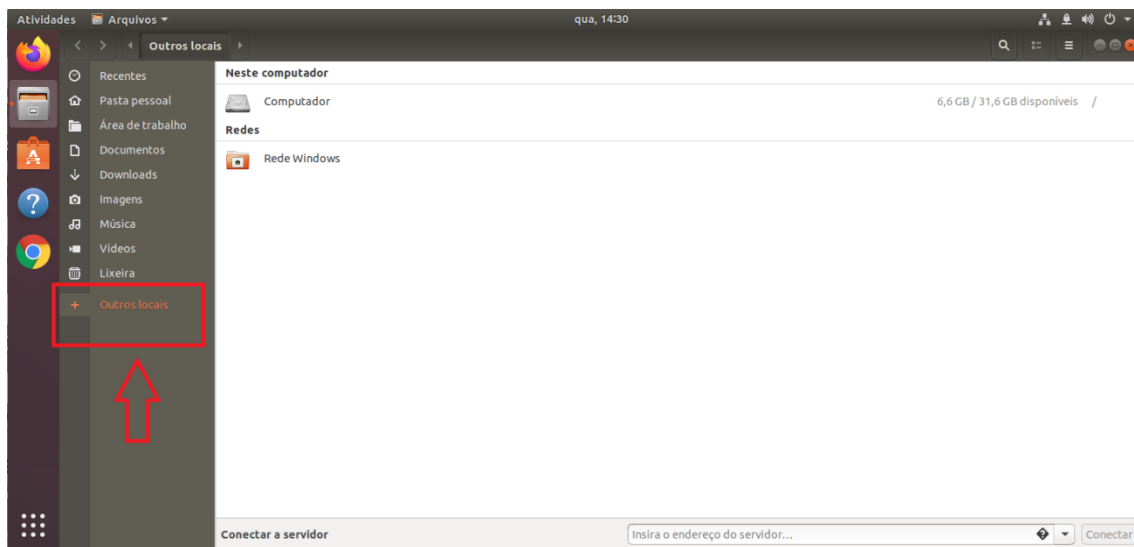 Atividades Arquivos qua, 14:30
Outros locais
Recentes
Pasta pessoal
Área de trabalho
Documentos
Downloads
Imagens
Música
Vídeos
Lixeira
Outros locais
Neste computador
Computador 6,6 GB / 31,6 GB disponíveis /
Redes
Rede Windows
Conectar a servidor Insira o endereço do servidor... Conectar